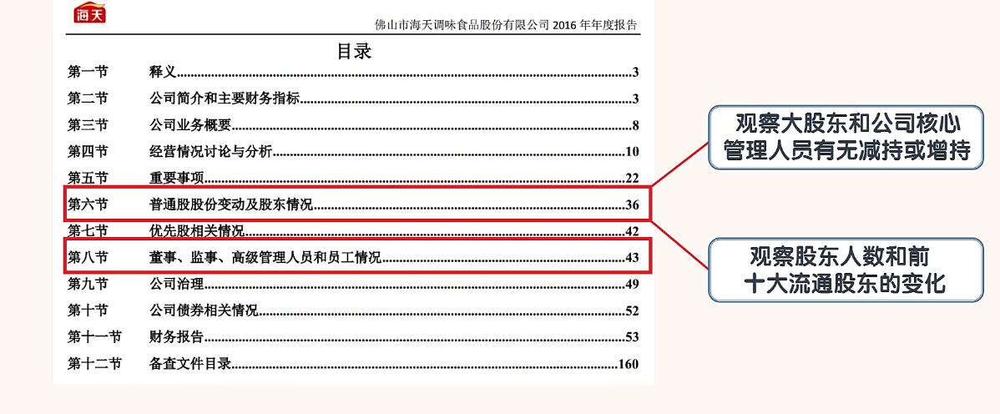 海天
佛山市海天调味食品股份有限公司 2016 年年度报告
目录
第一节 释义........3
第二节 公司简介和主要财务指标........3
第三节 公司业务概要........8
第四节 经营情况讨论与分析........10
第五节 重要事项........22
第六节 普通股股份变动及股东情况........36
第七节 优先股相关情况........42
第八节 董事、监事、高级管理人员和员工情况........43
第九节 公司治理........49
第十节 公司债券相关情况........52
第十一节 财务报告........53
第十二节 备查文件目录........160
观察大股东和公司核心
管理人员有无减持或增持
观察股东人数和前
十大流通股东的变化